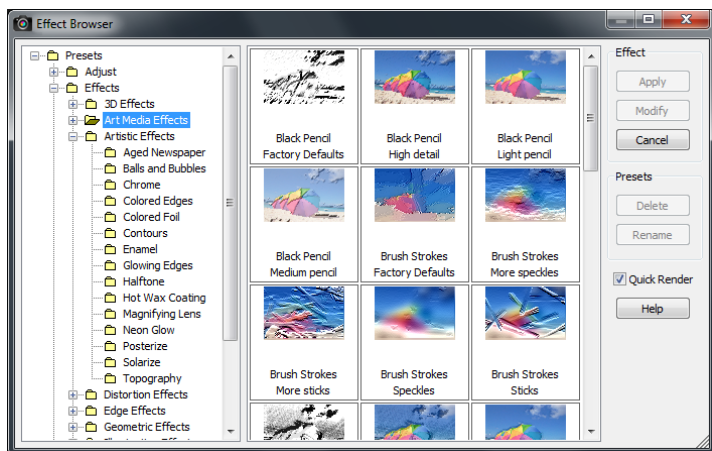 Effect Browser
Presets
Adjust
Effects
3D Effects
Art Media Effects
Artistic Effects
Aged Newspaper
Balls and Bubbles
Chrome
Colored Edges
Colored Foil
Contours
Enamel
Glowing Edges
Halftone
Hot Wax Coating
Magnifying Lens
Neon Glow
Posterize
Solarize
Topography
Distortion Effects
Edge Effects
Geometric Effects
Black Pencil
Factory Defaults
Black Pencil
High detail
Black Pencil
Light pencil
Black Pencil
Medium pencil
Brush Strokes
Factory Defaults
Brush Strokes
More speckles
Brush Strokes
More sticks
Brush Strokes
Speckles
Brush Strokes
Sticks
Effect
Apply
Modify
Cancel
Presets
Delete
Rename
Quick Render
Help